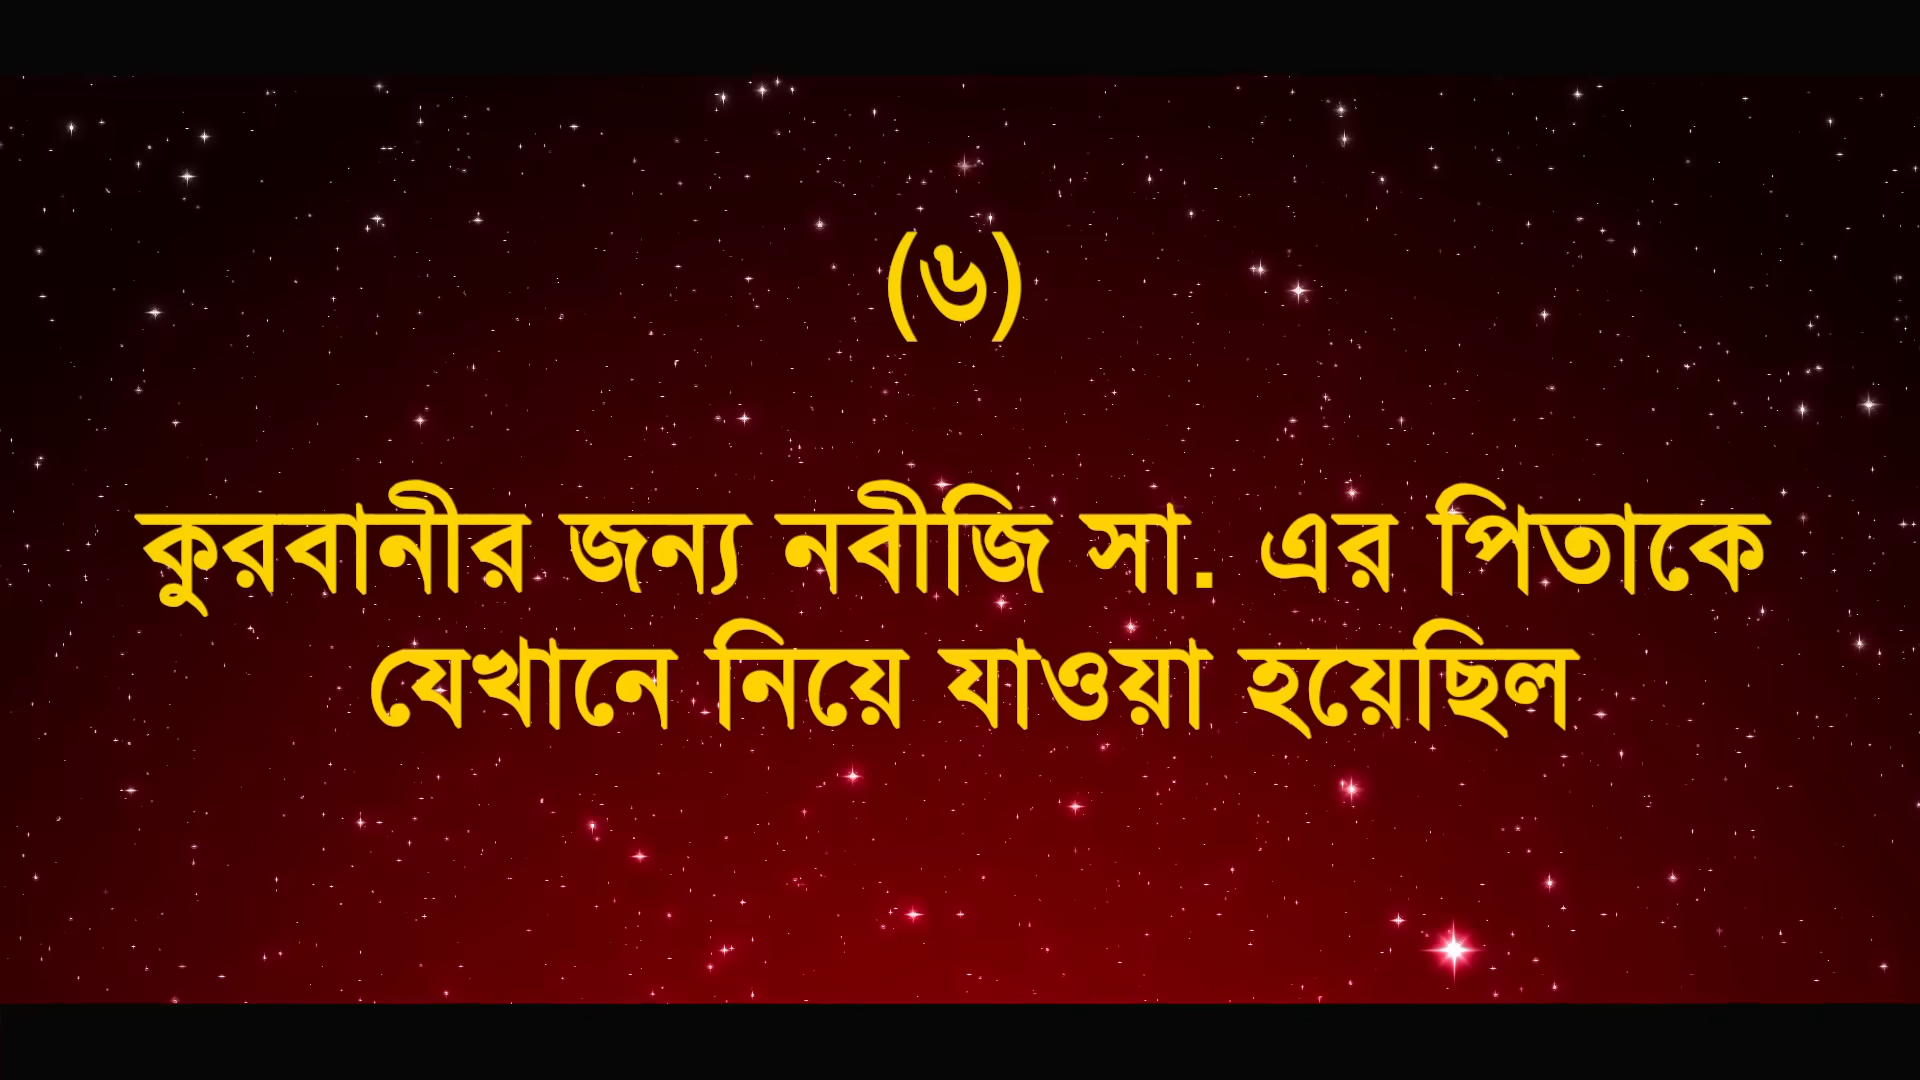 (৬)
কুরবানীর জন্য নবীজি সা. এর পিতাকে
যেখানে নিয়ে যাওয়া হয়েছিল